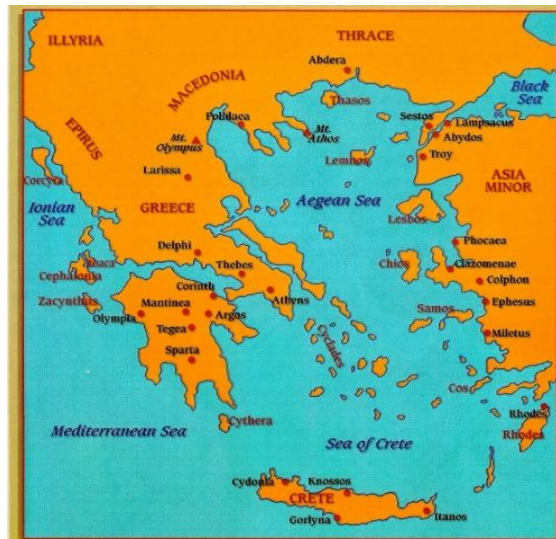 ILLYRIA
THRACE
Abdera
MACEDONIA
Black
Sea
Thasos
Polidaea
Sestos
Lampsacus
EPIRUS
Mt.
Olympus
Mt.
Athos
Abydos
Lemnos
Troy
Larissa
ASIA
MINOR
Corcyra
Ionian
Sea
GREECE
Aegean Sea
Lesbos
Phocaea
Delphi
Ithaca
Cephalonia
Thebes
Chios
Clazomenae
Colphon
Zacynthus
Corinth
Mantinea
Athens
Ephesus
Olympia
Argos
Samos
Tegea
Cyclades
Miletus
Sparta
Cos
Rhodes
Mediterranean Sea
Cythera
Sea of Crete
Rhodes
Cydonia
Knossos
CRETE
Gorlyna
Itanos